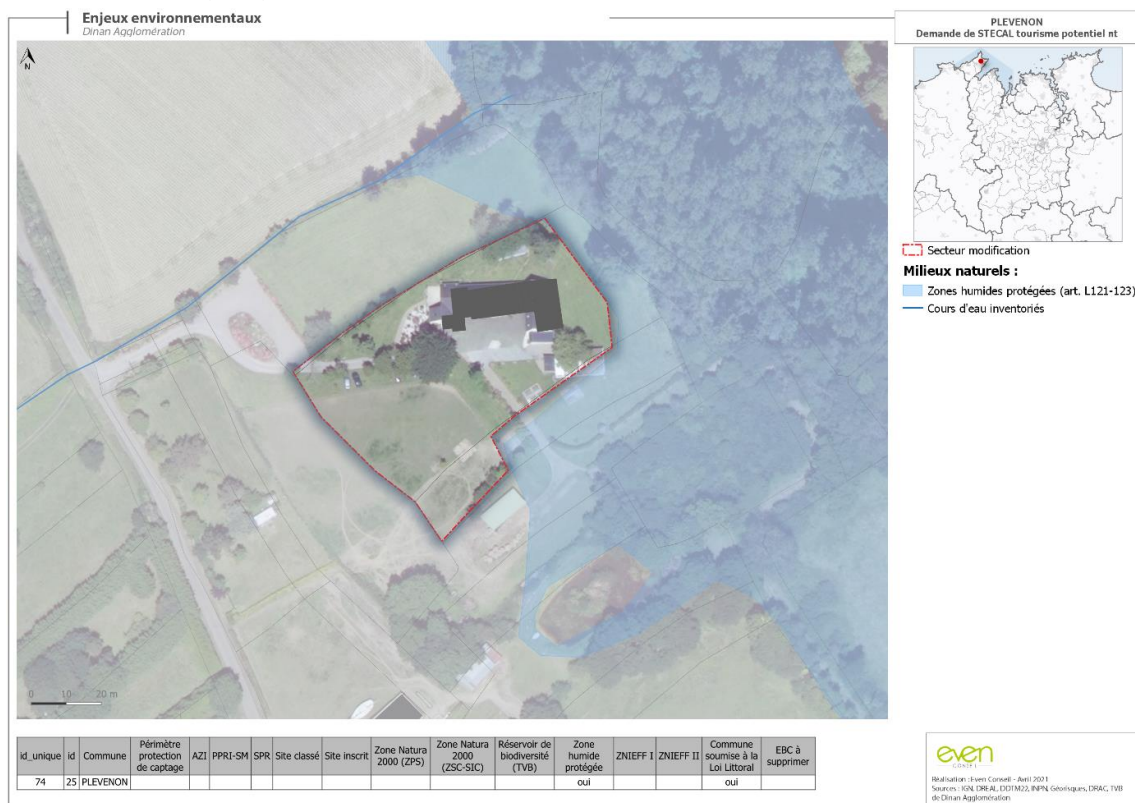 Enjeux environnementaux
Dinan Agglomération
N
0 10 20 m
PLEVENON
Demande de STECAL tourisme potentiel nt
Secteur modification
Milieux naturels :
Zones humides protégées (art. L121-123)
Cours d'eau inventoriés
id_unique id Commune Périmètre protection de captage AZI PPRI-SM SPR Site classé Site inscrit Zone Natura 2000 (ZPS) Zone Natura 2000 (ZSC-SIC) Réservoir de biodiversité (TVB) Zone humide protégée ZNIEFF I ZNIEFF II Commune soumise à la Loi Littoral EBC à supprimer
74 25 PLEVENON oui oui
even
CONSEIL
Réalisation : Even Conseil - Avril 2021
Sources : IGN, DREAL, DDTM22, INPN, Géorisques, DRAC, TVB
de Dinan Agglomération